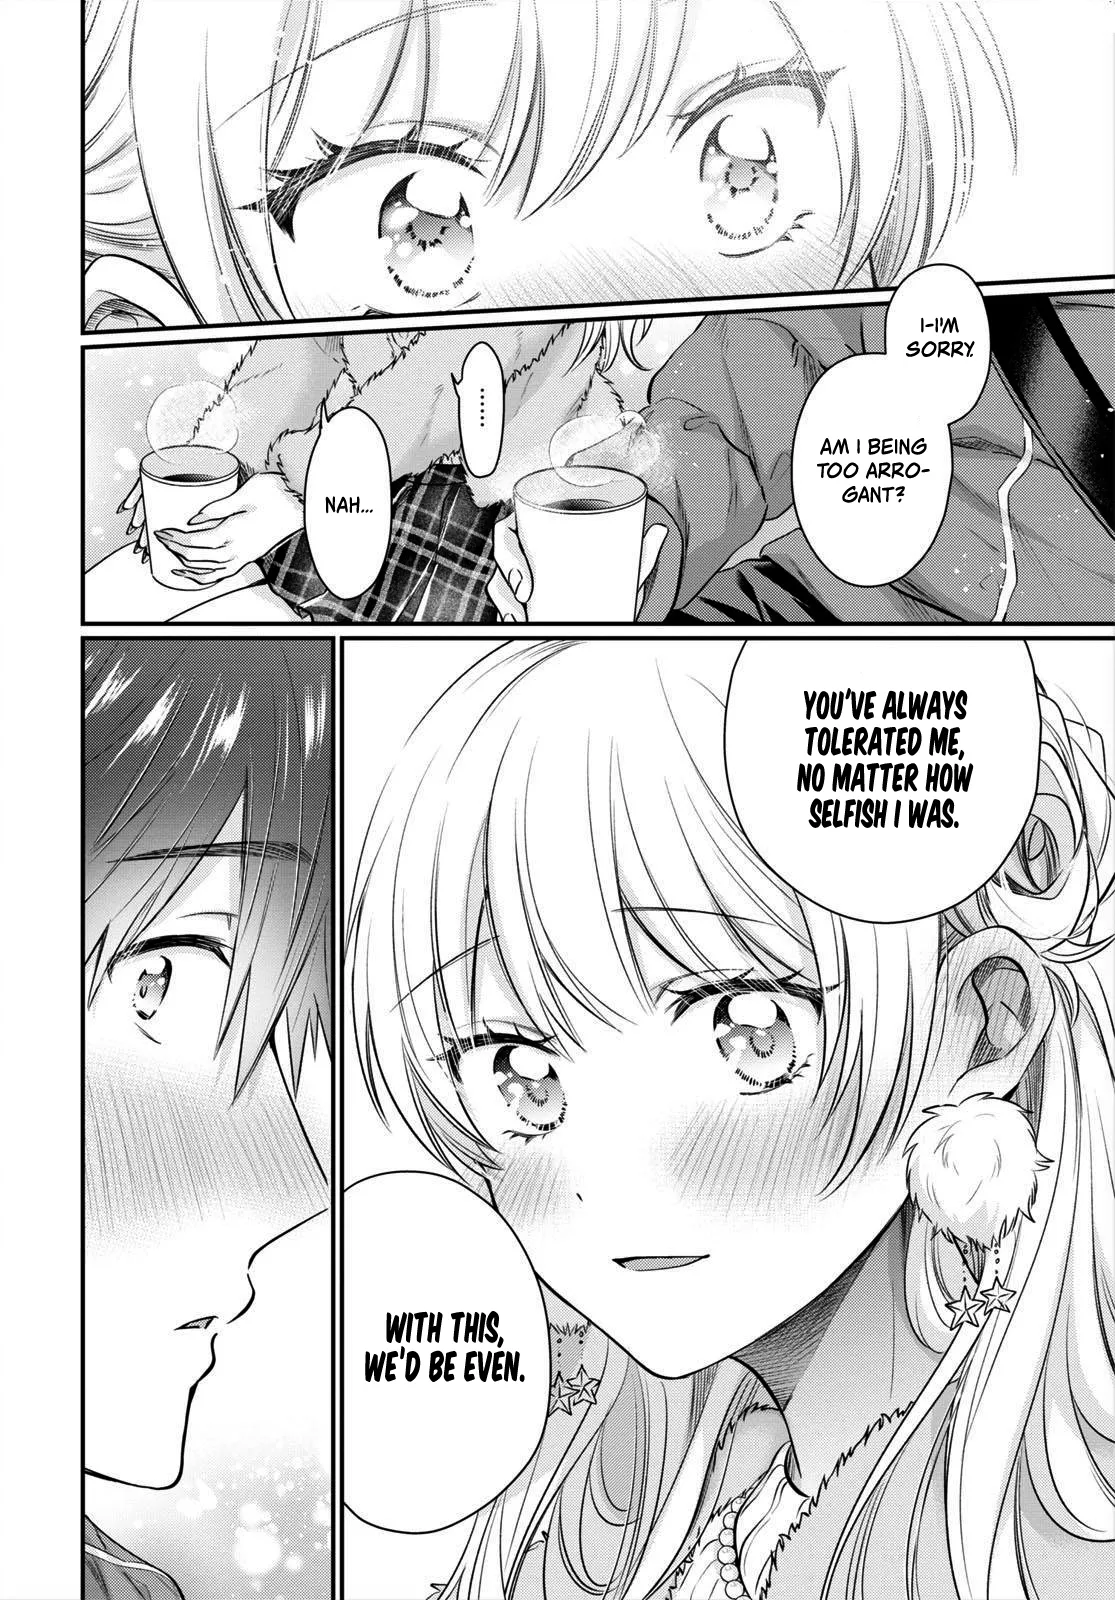 I-I'M
SORRY.
AM I BEING
TOO ARRO-
GANT?
.......
NAH...
YOU'VE ALWAYS
TOLERATED ME,
NO MATTER HOW
SELFISH I WAS.
WITH THIS,
WE'D BE EVEN.